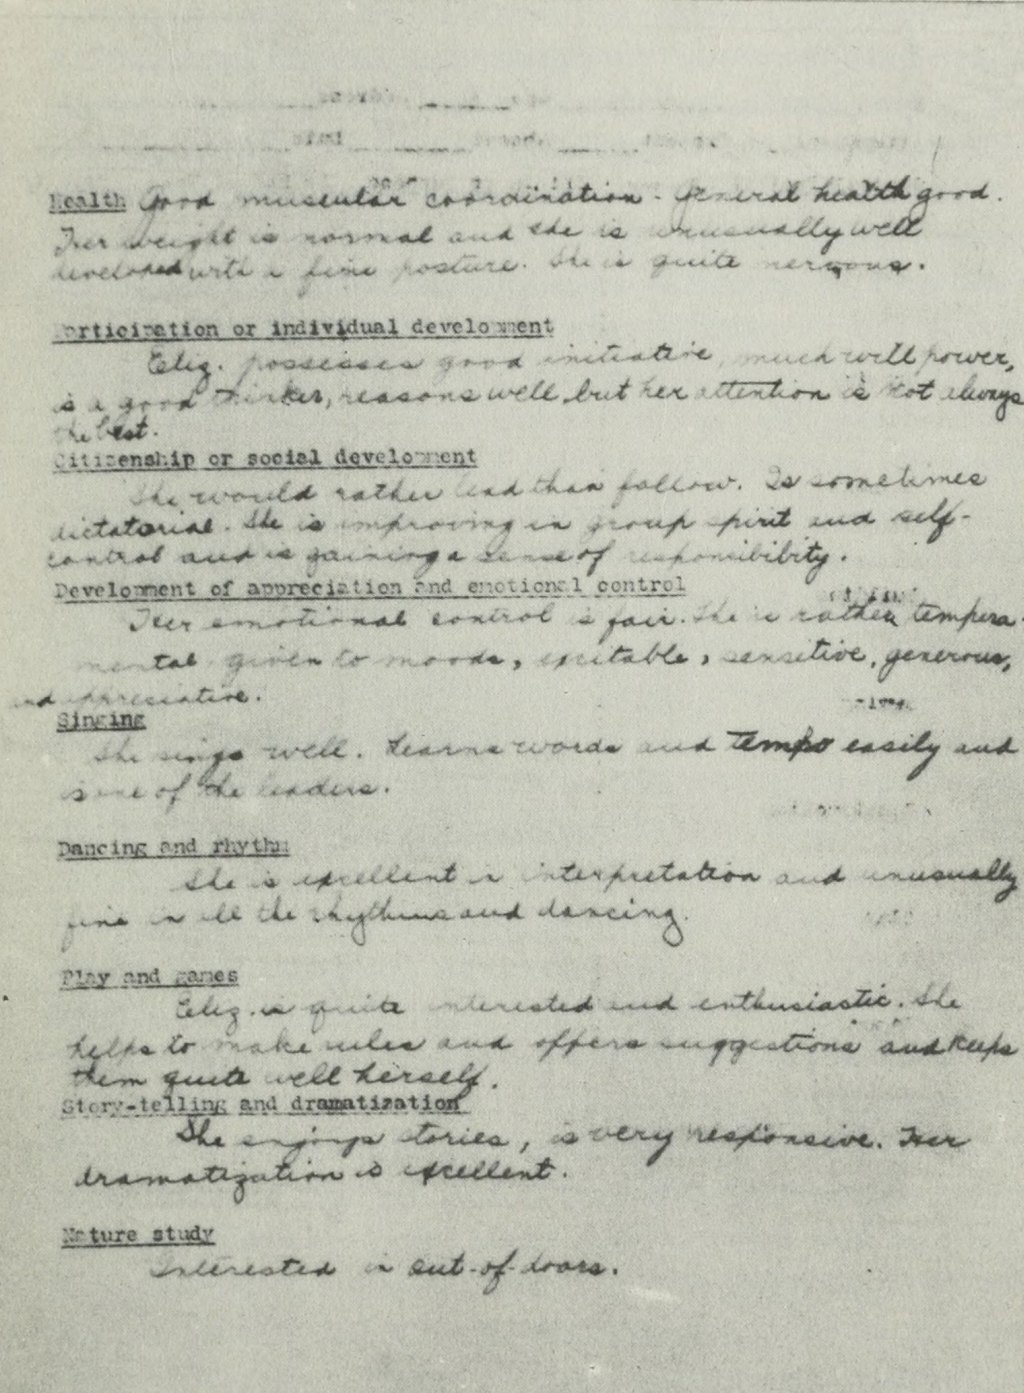 Health Good muscular coordination. General health good.
Her weight is normal and she is unusually well
developed with a fine posture. She is quite nervous.
Participation or individual development
Eliz. possesses good initiative, much will power,
is a good thinker, reasons well, but her attention is not always
the best.
Citizenship or social development
She would rather lead than follow. Is sometimes
dictatorial. She is improving in group spirit and self-
control and is gaining a sense of responsibility.
Development of appreciation and emotional control
Her emotional control is fair. She is rather tempera-
mental given to moods, excitable, sensitive, generous,
and appreciative.
Singing
She sings well. Learns words and tempo easily and
is one of the leaders.
Dancing and rhythm
She is excellent in interpretation and unusually
fine in all the rhythms and dancing.
Play and games
Eliz. is quite interested and enthusiastic. She
helps to make rules and offers suggestions and keeps
them quite well herself.
Story-telling and dramatization
She enjoys stories, is very responsive. Her
dramatization is excellent.
Nature study
Interested in out-of-doors.